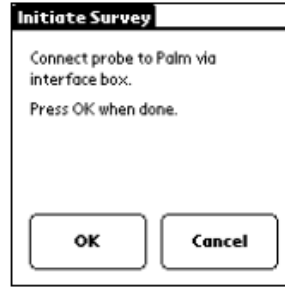 Initiate Survey
Connect probe to Palm via
interface box.
Press OK when done.
OK
Cancel